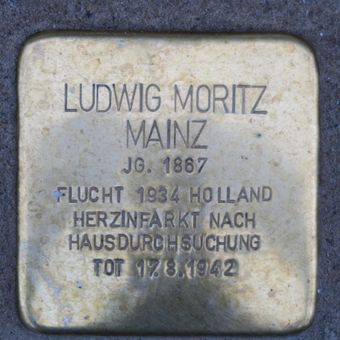 LUDWIG MORITZ
MAINZ
JG. 1867
FLUCHT 1934 HOLLAND
HERZINFARKT NACH
HAUSDURCHSUCHUNG
TOT 17.8.1942